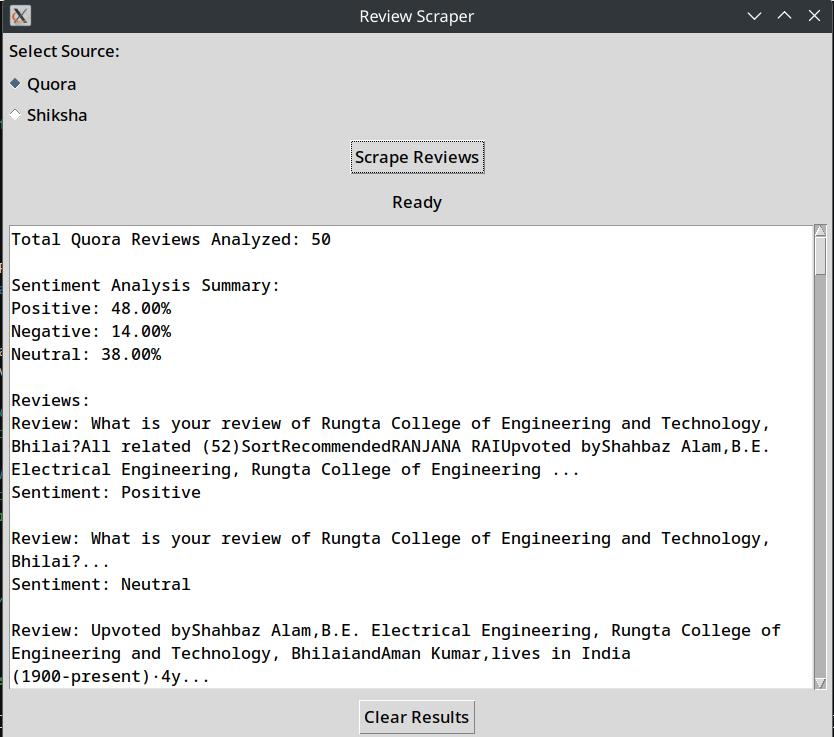 Review Scraper
Select Source:
Quora
Shiksha
Scrape Reviews
Ready
Total Quora Reviews Analyzed: 50
Sentiment Analysis Summary:
Positive: 48.00%
Negative: 14.00%
Neutral: 38.00%
Reviews:
Review: What is your review of Rungta College of Engineering and Technology,
Bhilai?All related (52)SortRecommendedRANJANA RAIUpvoted byShahbaz Alam,B.E.
Electrical Engineering, Rungta College of Engineering ...
Sentiment: Positive
Review: What is your review of Rungta College of Engineering and Technology,
Bhilai?...
Sentiment: Neutral
Review: Upvoted byShahbaz Alam,B.E. Electrical Engineering, Rungta College of
Engineering and Technology, BhilaiandAman Kumar,lives in India
(1900-present)·4y...
Clear Results